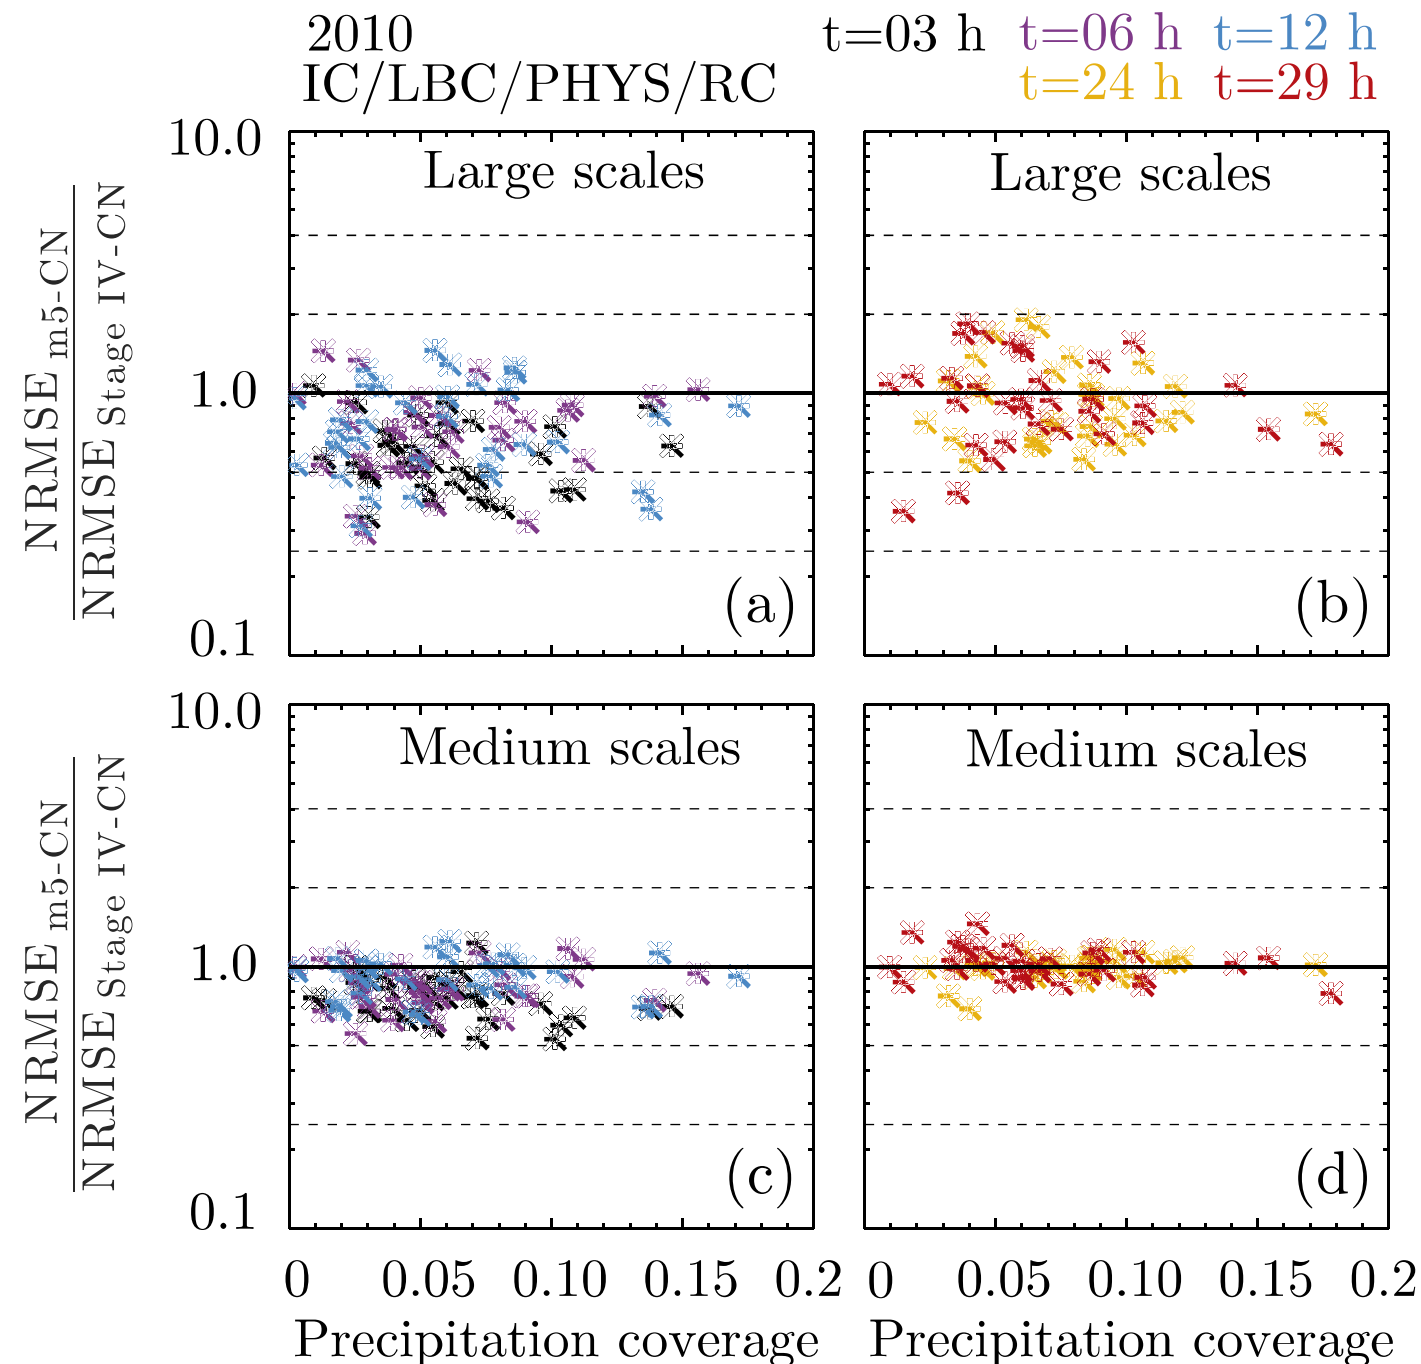 2010
IC/LBC/PHYS/RC
t=03 h t=06 h t=12 h
t=24 h t=29 h
NRMSE m5-CN
NRMSE Stage IV-CN
10.0
1.0
0.1
Large scales
(a)
Large scales
(b)
NRMSE m5-CN
NRMSE Stage IV-CN
10.0
1.0
0.1
Medium scales
(c)
Medium scales
(d)
0 0.05 0.10 0.15 0.2
0 0.05 0.10 0.15 0.2
Precipitation coverage
Precipitation coverage